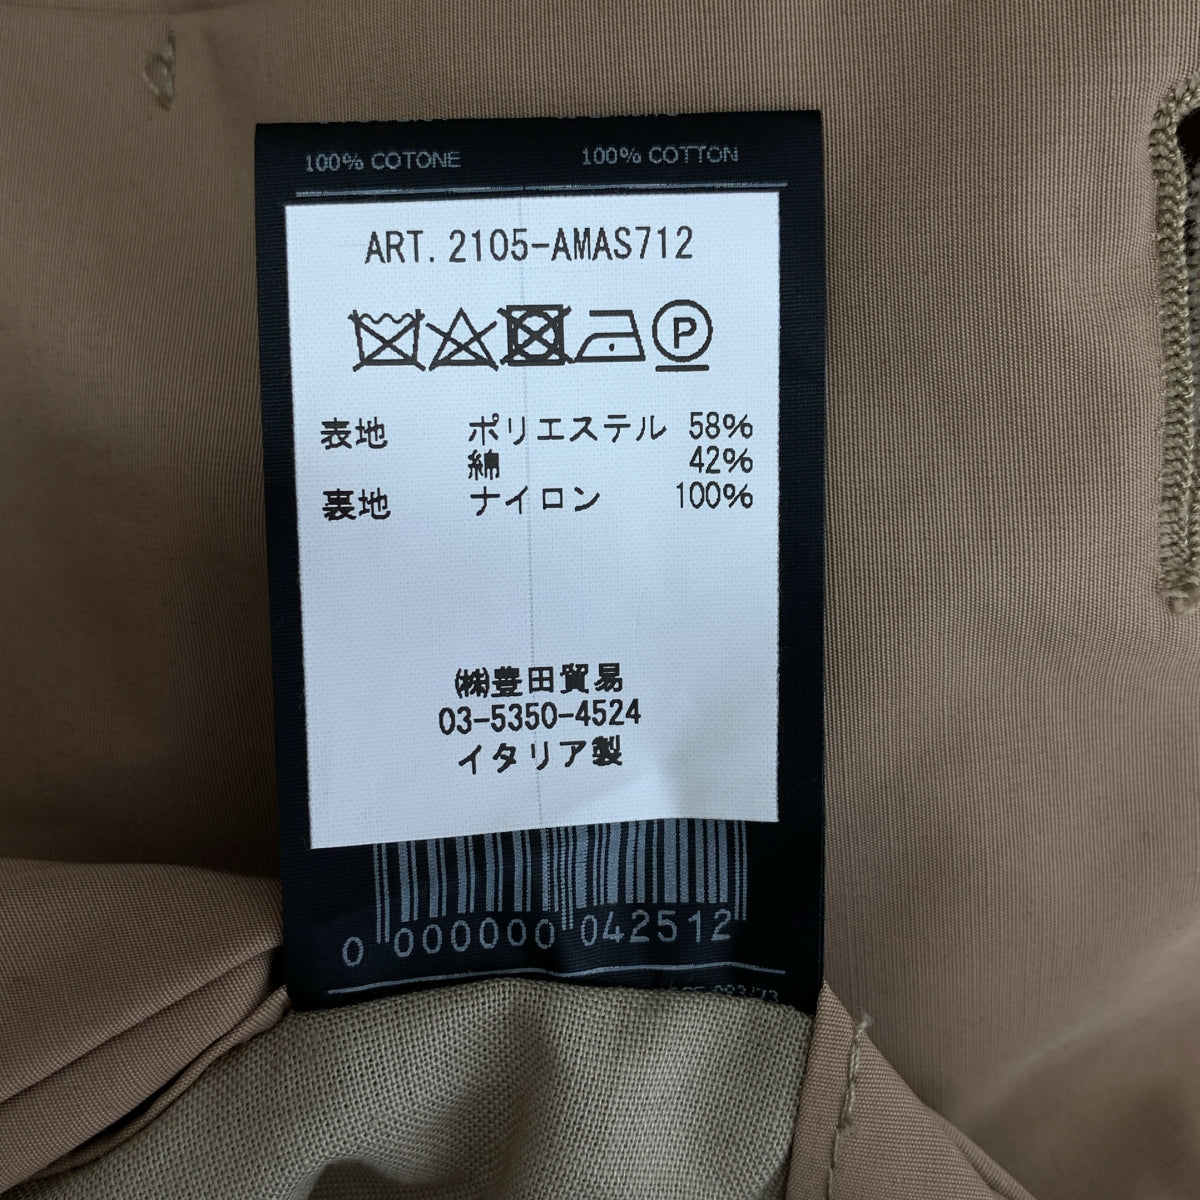 100% COTONE 100% COTTON
ART. 2105-AMAS712
P
表地 ポリエステル 58%
綿 42%
裏地 ナイロン 100%
㈱豊田貿易
03-5350-4524
イタリア製
0 000000 042512